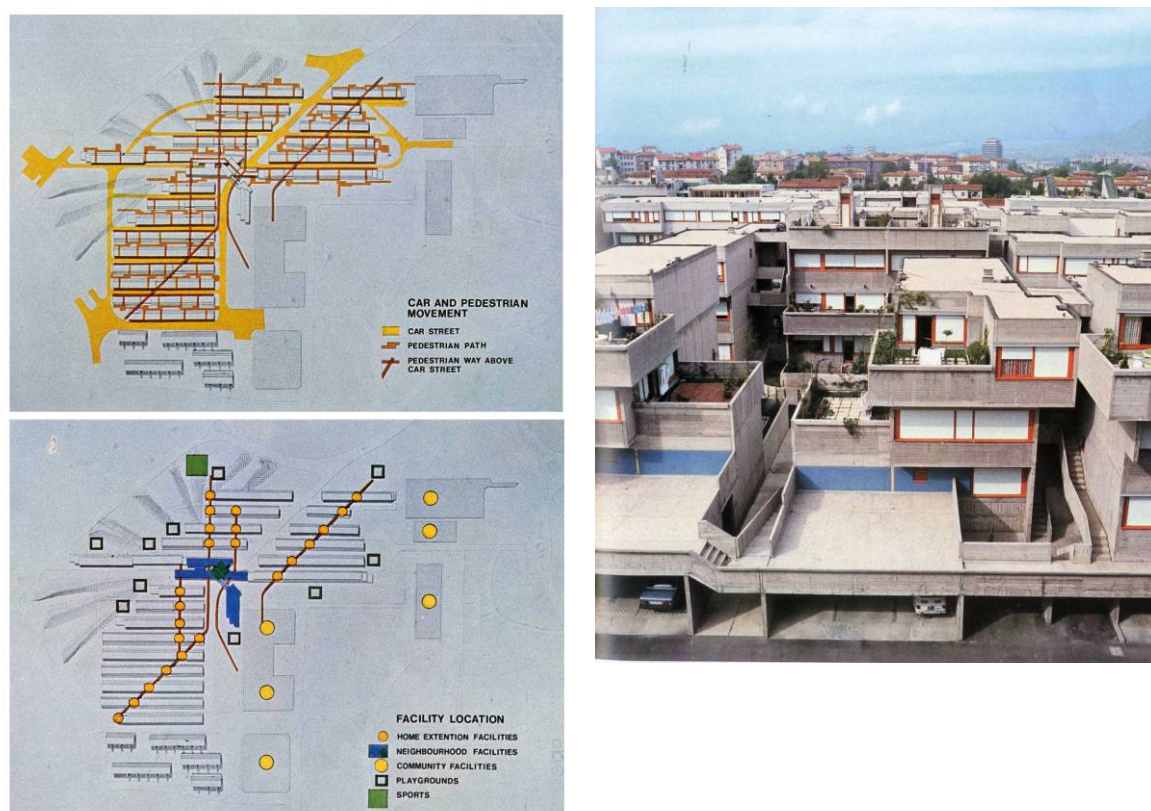 CAR AND PEDESTRIAN
MOVEMENT
CAR STREET
PEDESTRIAN PATH
PEDESTRIAN WAY ABOVE
CAR STREET
FACILITY LOCATION
HOME EXTENTION FACILITIES
NEIGHBOURHOOD FACILITIES
COMMUNITY FACILITIES
PLAYGROUNDS
SPORTS